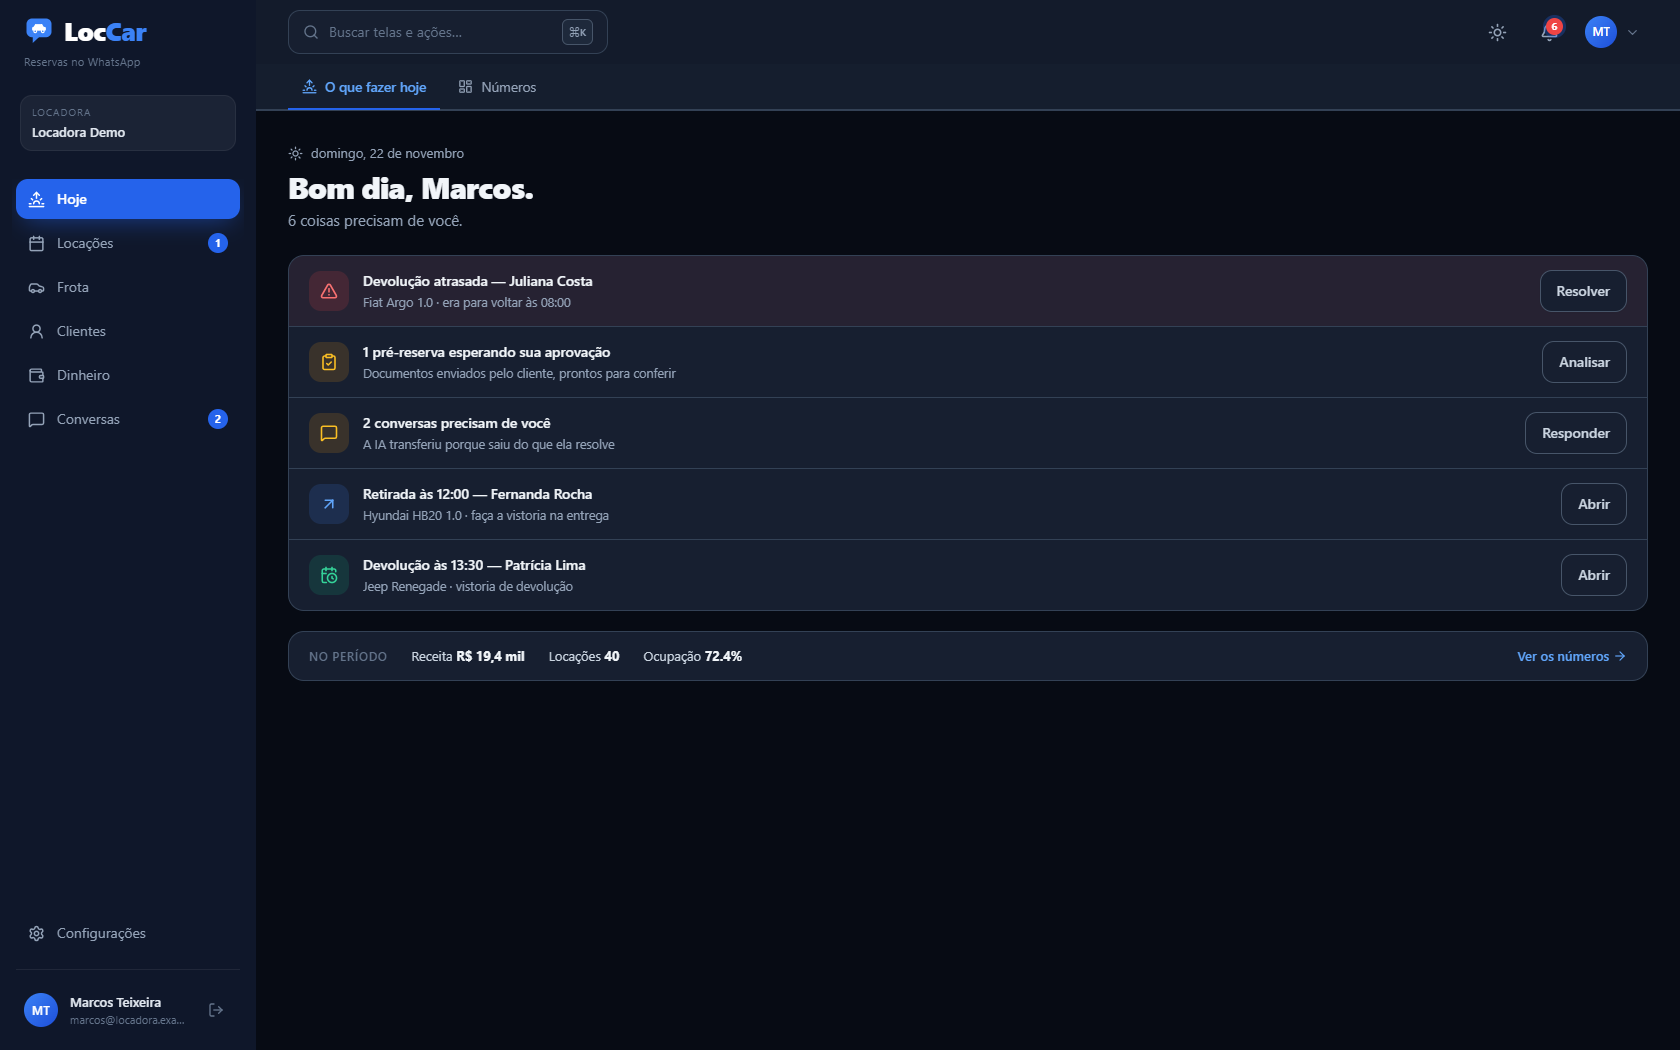 LocCar
Reservas no WhatsApp
LOCADORA
Locadora Demo
Hoje
Locações 1
Frota
Clientes
Dinheiro
Conversas 2
Configurações
MT
Marcos Teixeira
marcos@locadora.exa...
Buscar telas e ações... ⌘K
6
MT
O que fazer hoje
Números
domingo, 22 de novembro
Bom dia, Marcos.
6 coisas precisam de você.
Devolução atrasada — Juliana Costa
Fiat Argo 1.0 · era para voltar às 08:00
Resolver
1 pré-reserva esperando sua aprovação
Documentos enviados pelo cliente, prontos para conferir
Analisar
2 conversas precisam de você
A IA transferiu porque saiu do que ela resolve
Responder
Retirada às 12:00 — Fernanda Rocha
Hyundai HB20 1.0 · faça a vistoria na entrega
Abrir
Devolução às 13:30 — Patrícia Lima
Jeep Renegade · vistoria de devolução
Abrir
NO PERÍODO Receita R$ 19,4 mil Locações 40 Ocupação 72.4% Ver os números →